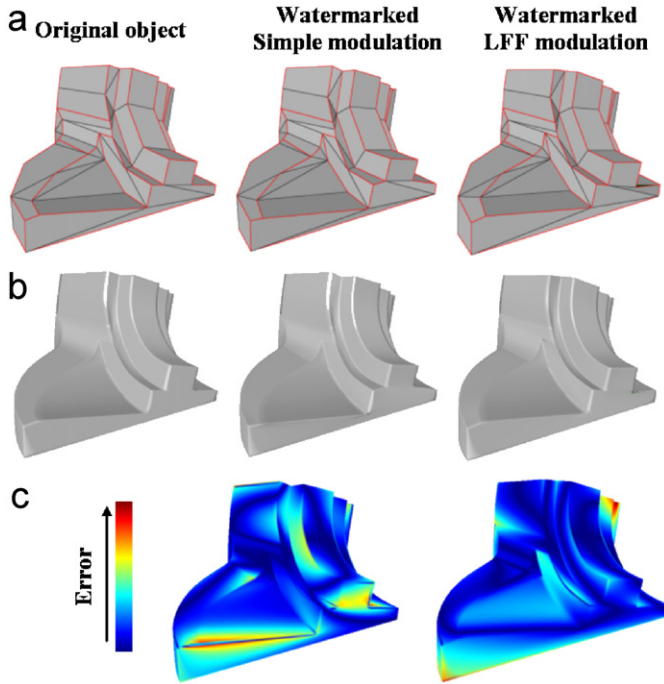 a
Original object
Watermarked
Simple modulation
Watermarked
LFF modulation
b
c
Error